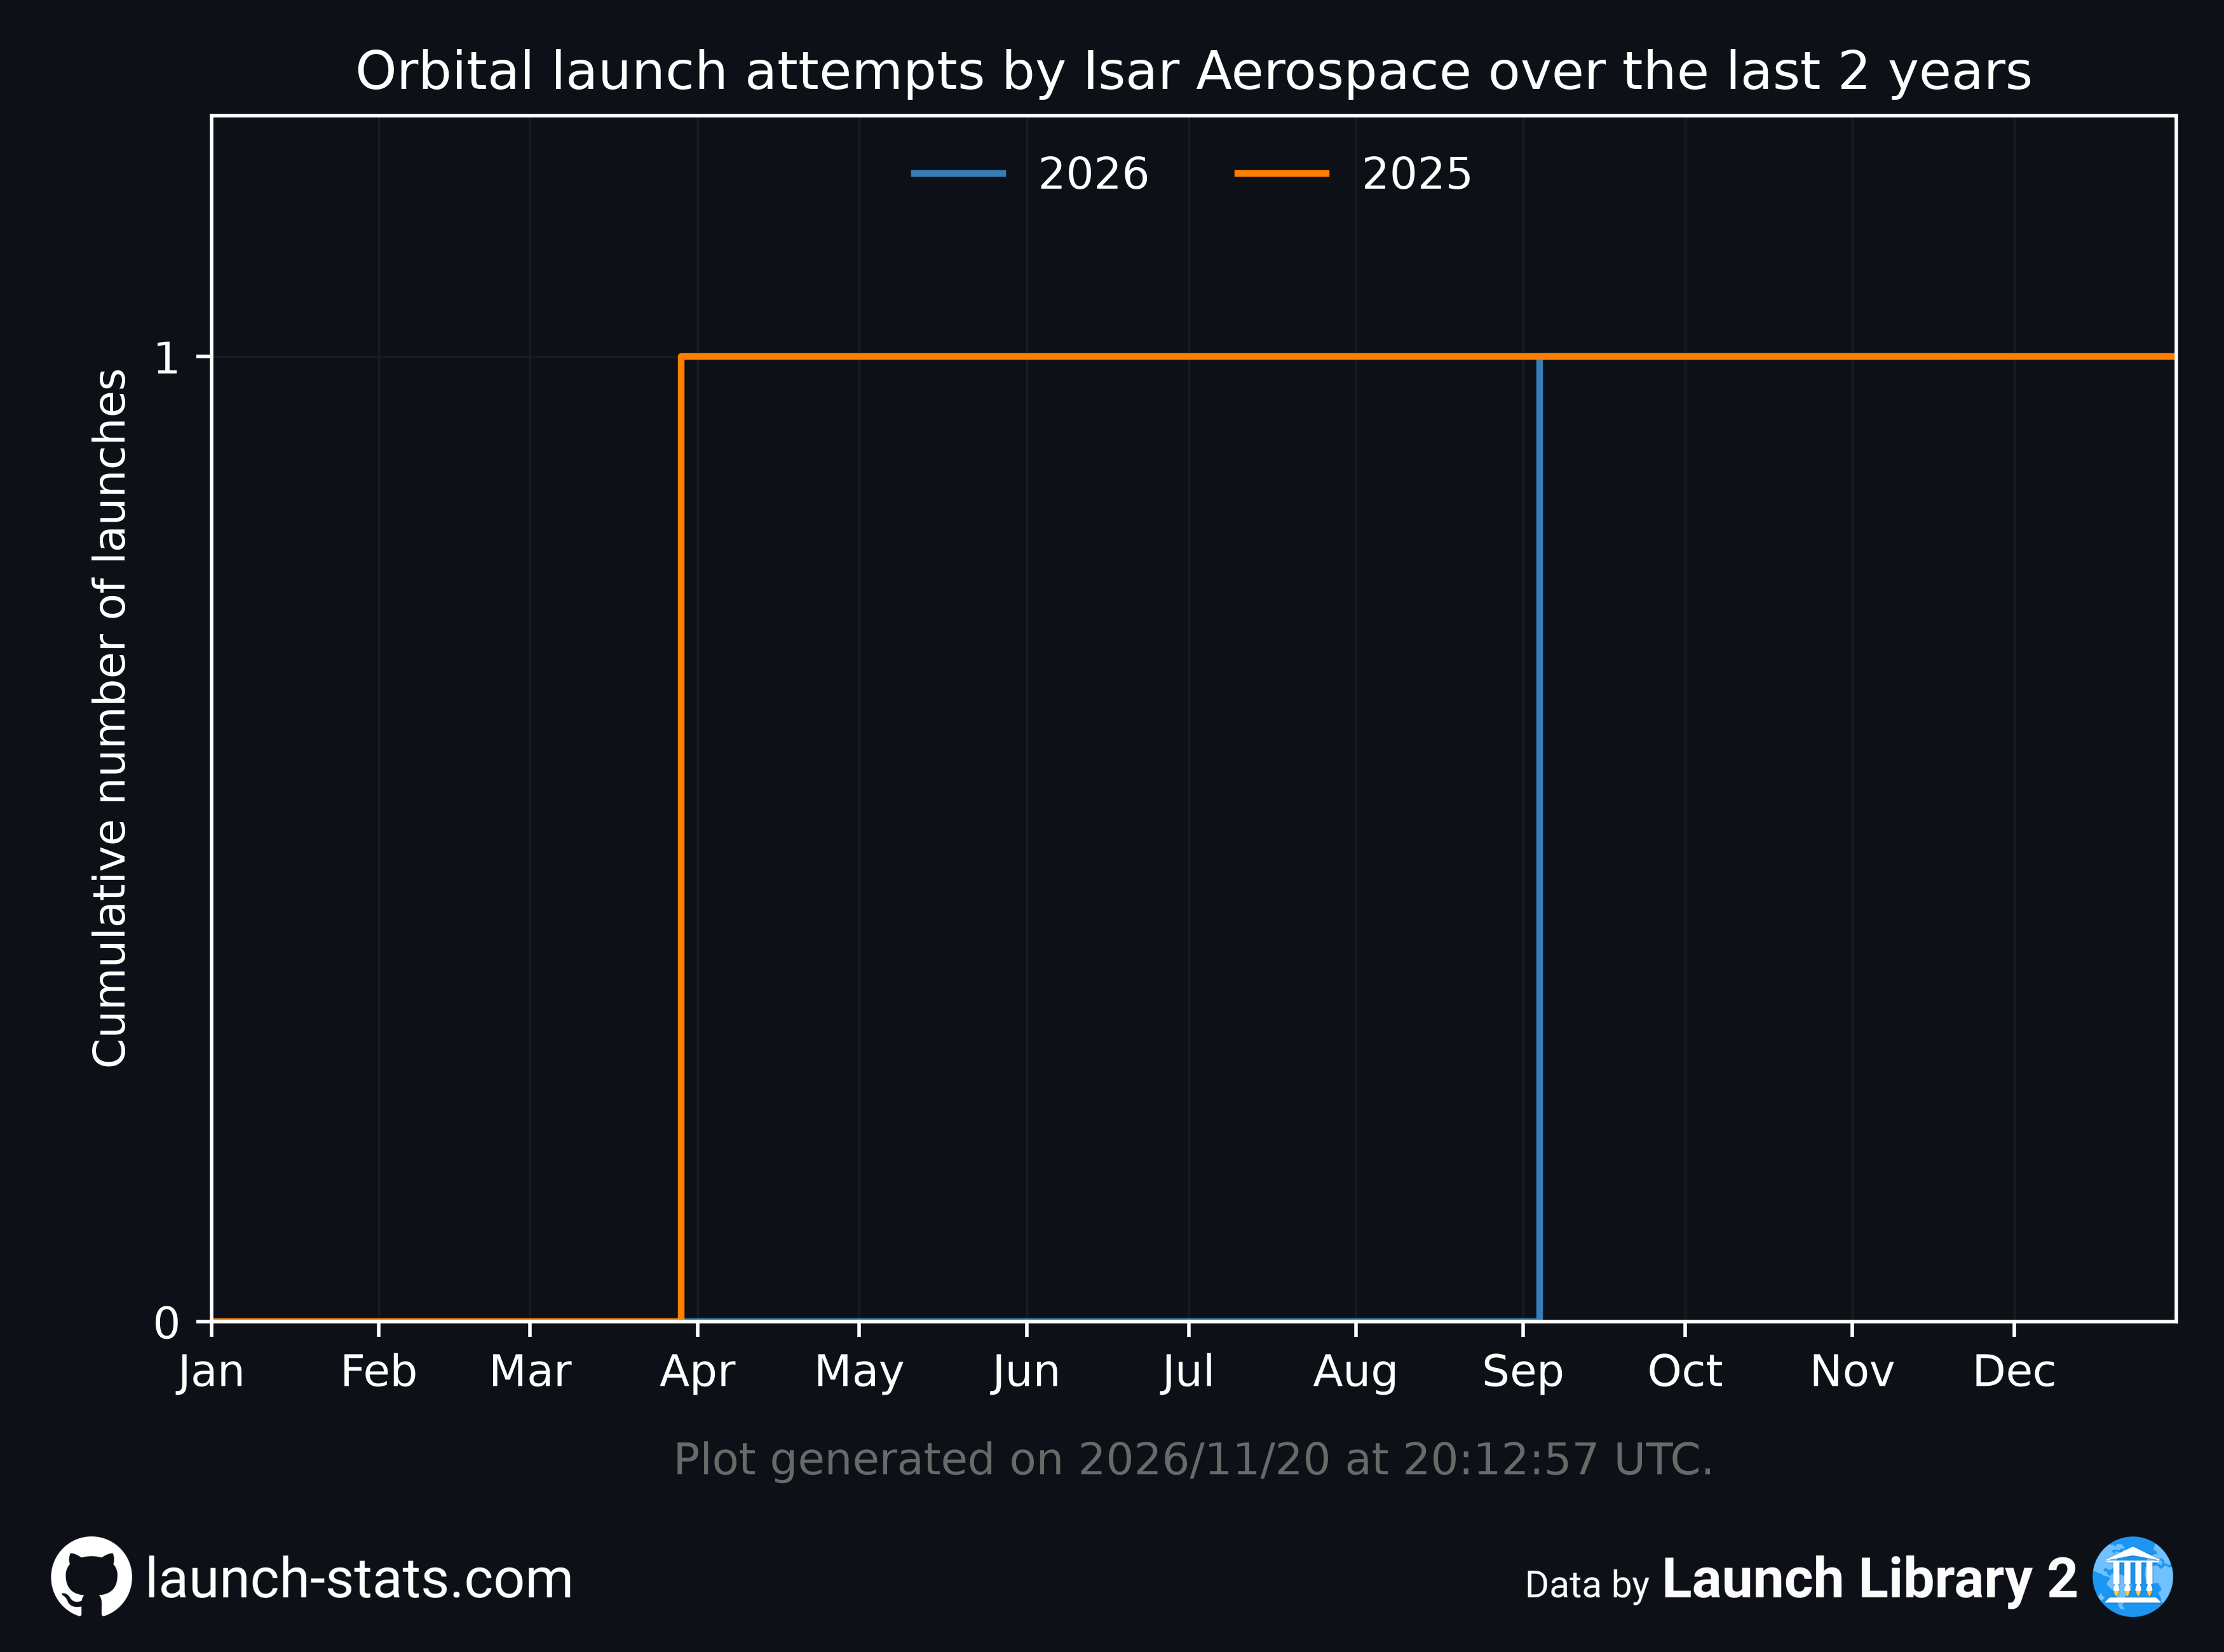 Orbital launch attempts by Isar Aerospace over the last 2 years
2026 2025
Cumulative number of launches
1
0
Jan Feb Mar Apr May Jun Jul Aug Sep Oct Nov Dec
Plot generated on 2026/11/20 at 20:12:57 UTC.
launch-stats.com
Data by Launch Library 2